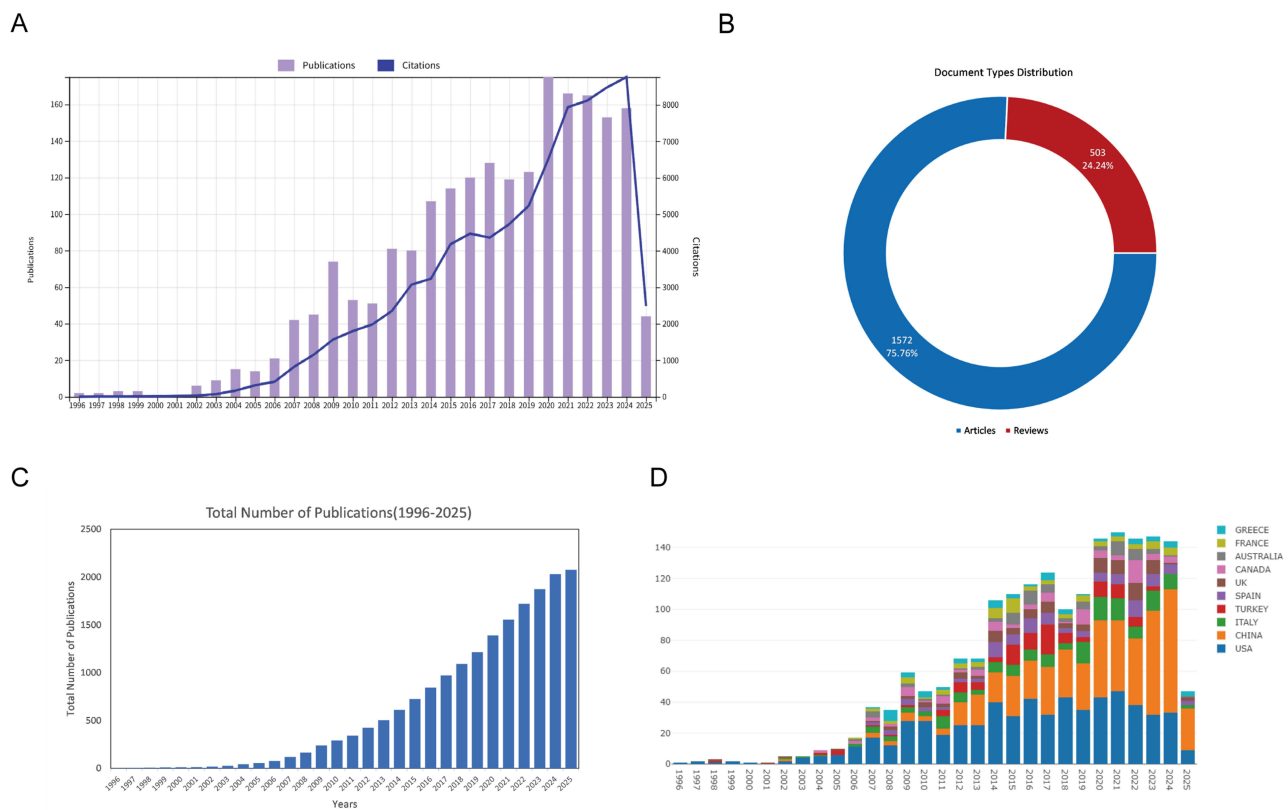 A
Publications Citations
Publications
160
140
120
100
80
60
40
20
0
8000
7000
6000
5000
4000
3000
2000
1000
0
Citations
1996 1997 1998 1999 2000 2001 2002 2003 2004 2005 2006 2007 2008 2009 2010 2011 2012 2013 2014 2015 2016 2017 2018 2019 2020 2021 2022 2023 2024 2025
B
Document Types Distribution
503
24.24%
1572
75.76%
Articles Reviews
C
Total Number of Publications(1996-2025)
Total Number of Publications
2500
2000
1500
1000
500
0
1996 1997 1998 1999 2000 2001 2002 2003 2004 2005 2006 2007 2008 2009 2010 2011 2012 2013 2014 2015 2016 2017 2018 2019 2020 2021 2022 2023 2024 2025
Years
D
140
120
100
80
60
40
20
0
1996 1997 1998 1999 2000 2001 2002 2003 2004 2005 2006 2007 2008 2009 2010 2011 2012 2013 2014 2015 2016 2017 2018 2019 2020 2021 2022 2023 2024 2025
GREECE
FRANCE
AUSTRALIA
CANADA
UK
SPAIN
TURKEY
ITALY
CHINA
USA